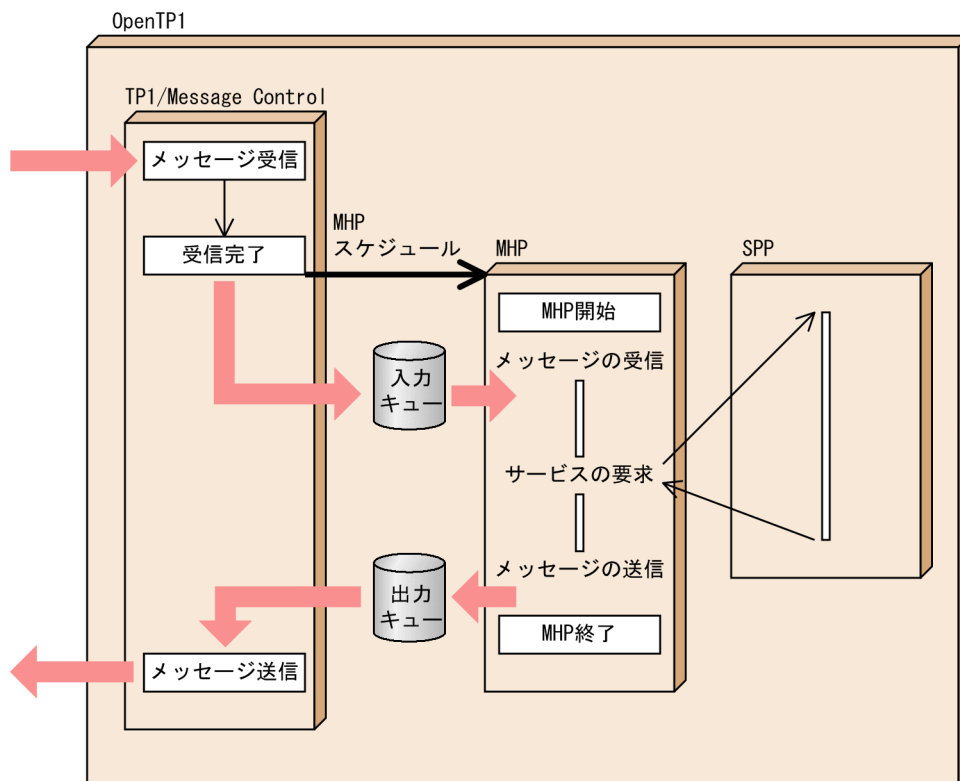 OpenTP1
TP1/Message Control
メッセージ受信
受信完了
MHP
スケジュール
MHP
SPP
MHP開始
メッセージの受信
入力
キュー
サービスの要求
メッセージの送信
出力
キュー
MHP終了
メッセージ送信